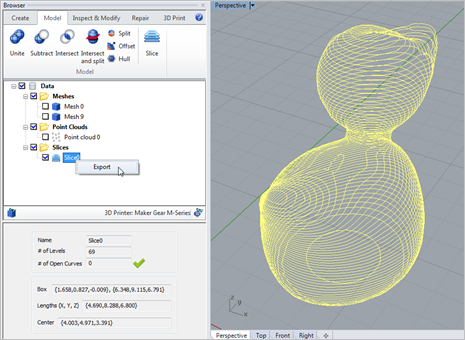 Browser
Create Model Inspect & Modify Repair 3D Print
Unite Subtract Intersect Intersect and split
Split
Offset
Hull
Slice
Model
Data
Meshes
Mesh 0
Mesh 9
Point Clouds
Point cloud 0
Slices
Slice0
Export
3D Printer: Maker Gear M-Series
Name Slice0
# of Levels 69
# of Open Curves 0
Box {1.658,0.827,-0.009}, {6.348,9.115,6.791}
Lengths (X, Y, Z) {4.690,8.288,6.800}
Center {4.003,4.971,3.391}
Perspective
z
y
x
Perspective Top Front Right